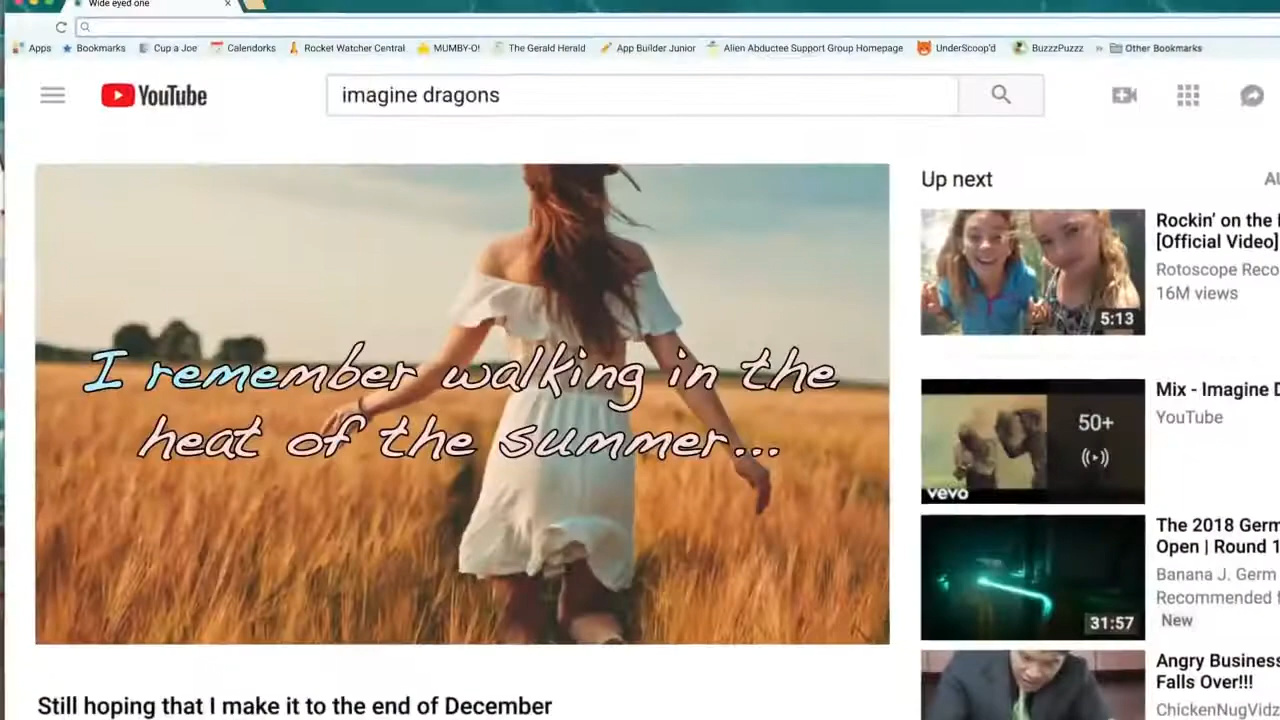 Wide eyed one
Apps Bookmarks Cup a Joe Calendorks Rocket Watcher Central MUMBY-O! The Gerald Herald App Builder Junior Alien Abductee Support Group Homepage UnderScoop'd BuzzzPuzzz » Other Bookmarks
YouTube
imagine dragons
I remember walking in the
heat of the summer...
Still hoping that I make it to the end of December
Up next
5:13
Rockin' on the
[Official Video]
Rotoscope Reco
16M views
50+
vevo
Mix - Imagine D
YouTube
31:57
The 2018 Germ
Open | Round 1
Banana J. Germ
Recommended f
New
Angry Business
Falls Over!!!
ChickenNugVidz